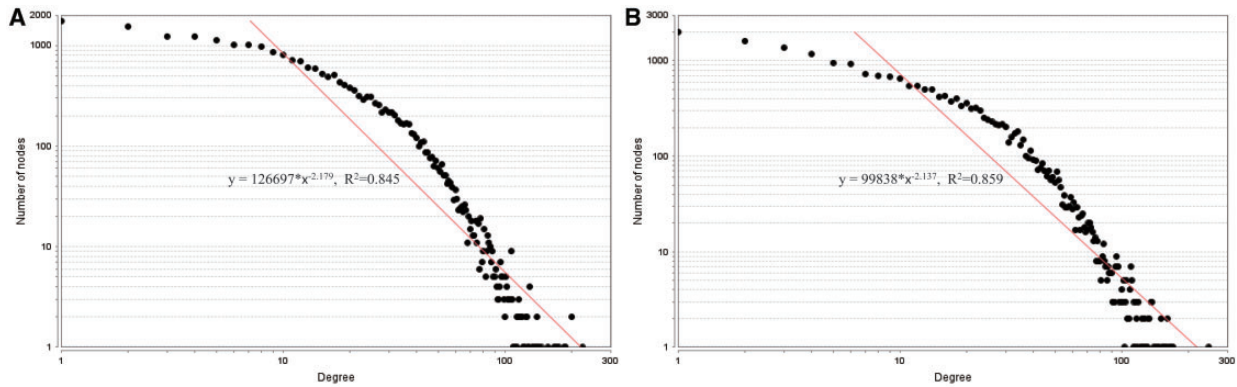 A
2000
1000
100
10
1
Number of nodes
y = 126697*x-2.179, R2=0.845
1
10
100
300
Degree
B
3000
1000
100
10
1
Number of nodes
y = 99838*x-2.137, R2=0.859
1
10
100
300
Degree